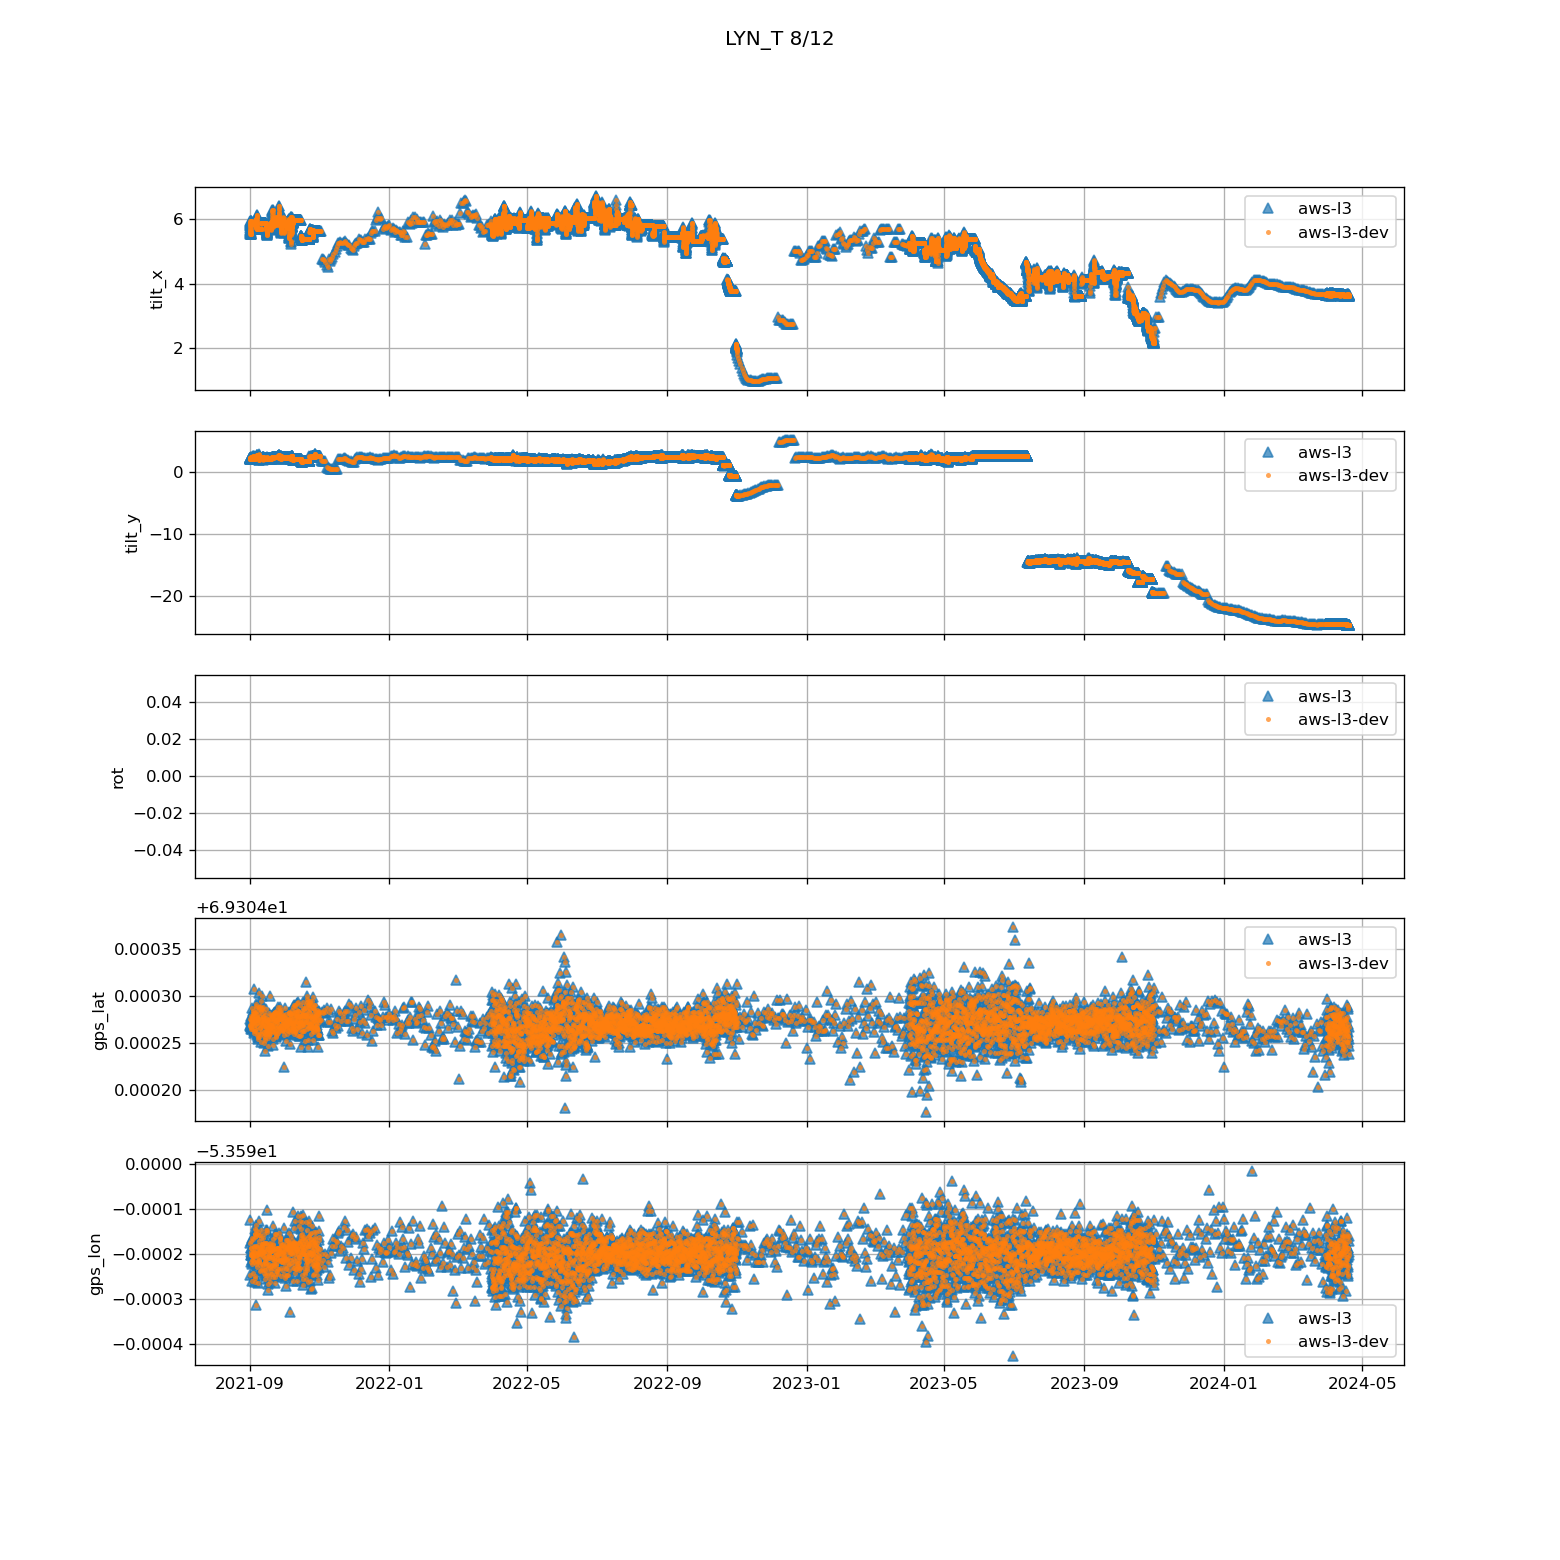 LYN_T 8/12
6
4
2
tilt_x
aws-l3
aws-l3-dev
0
−10
−20
tilt_y
aws-l3
aws-l3-dev
0.04
0.02
0.00
−0.02
−0.04
rot
aws-l3
aws-l3-dev
+6.9304e1
0.00035
0.00030
0.00025
0.00020
gps_lat
aws-l3
aws-l3-dev
−5.359e1
0.0000
−0.0001
−0.0002
−0.0003
−0.0004
gps_lon
aws-l3
aws-l3-dev
2021-09 2022-01 2022-05 2022-09 2023-01 2023-05 2023-09 2024-01 2024-05